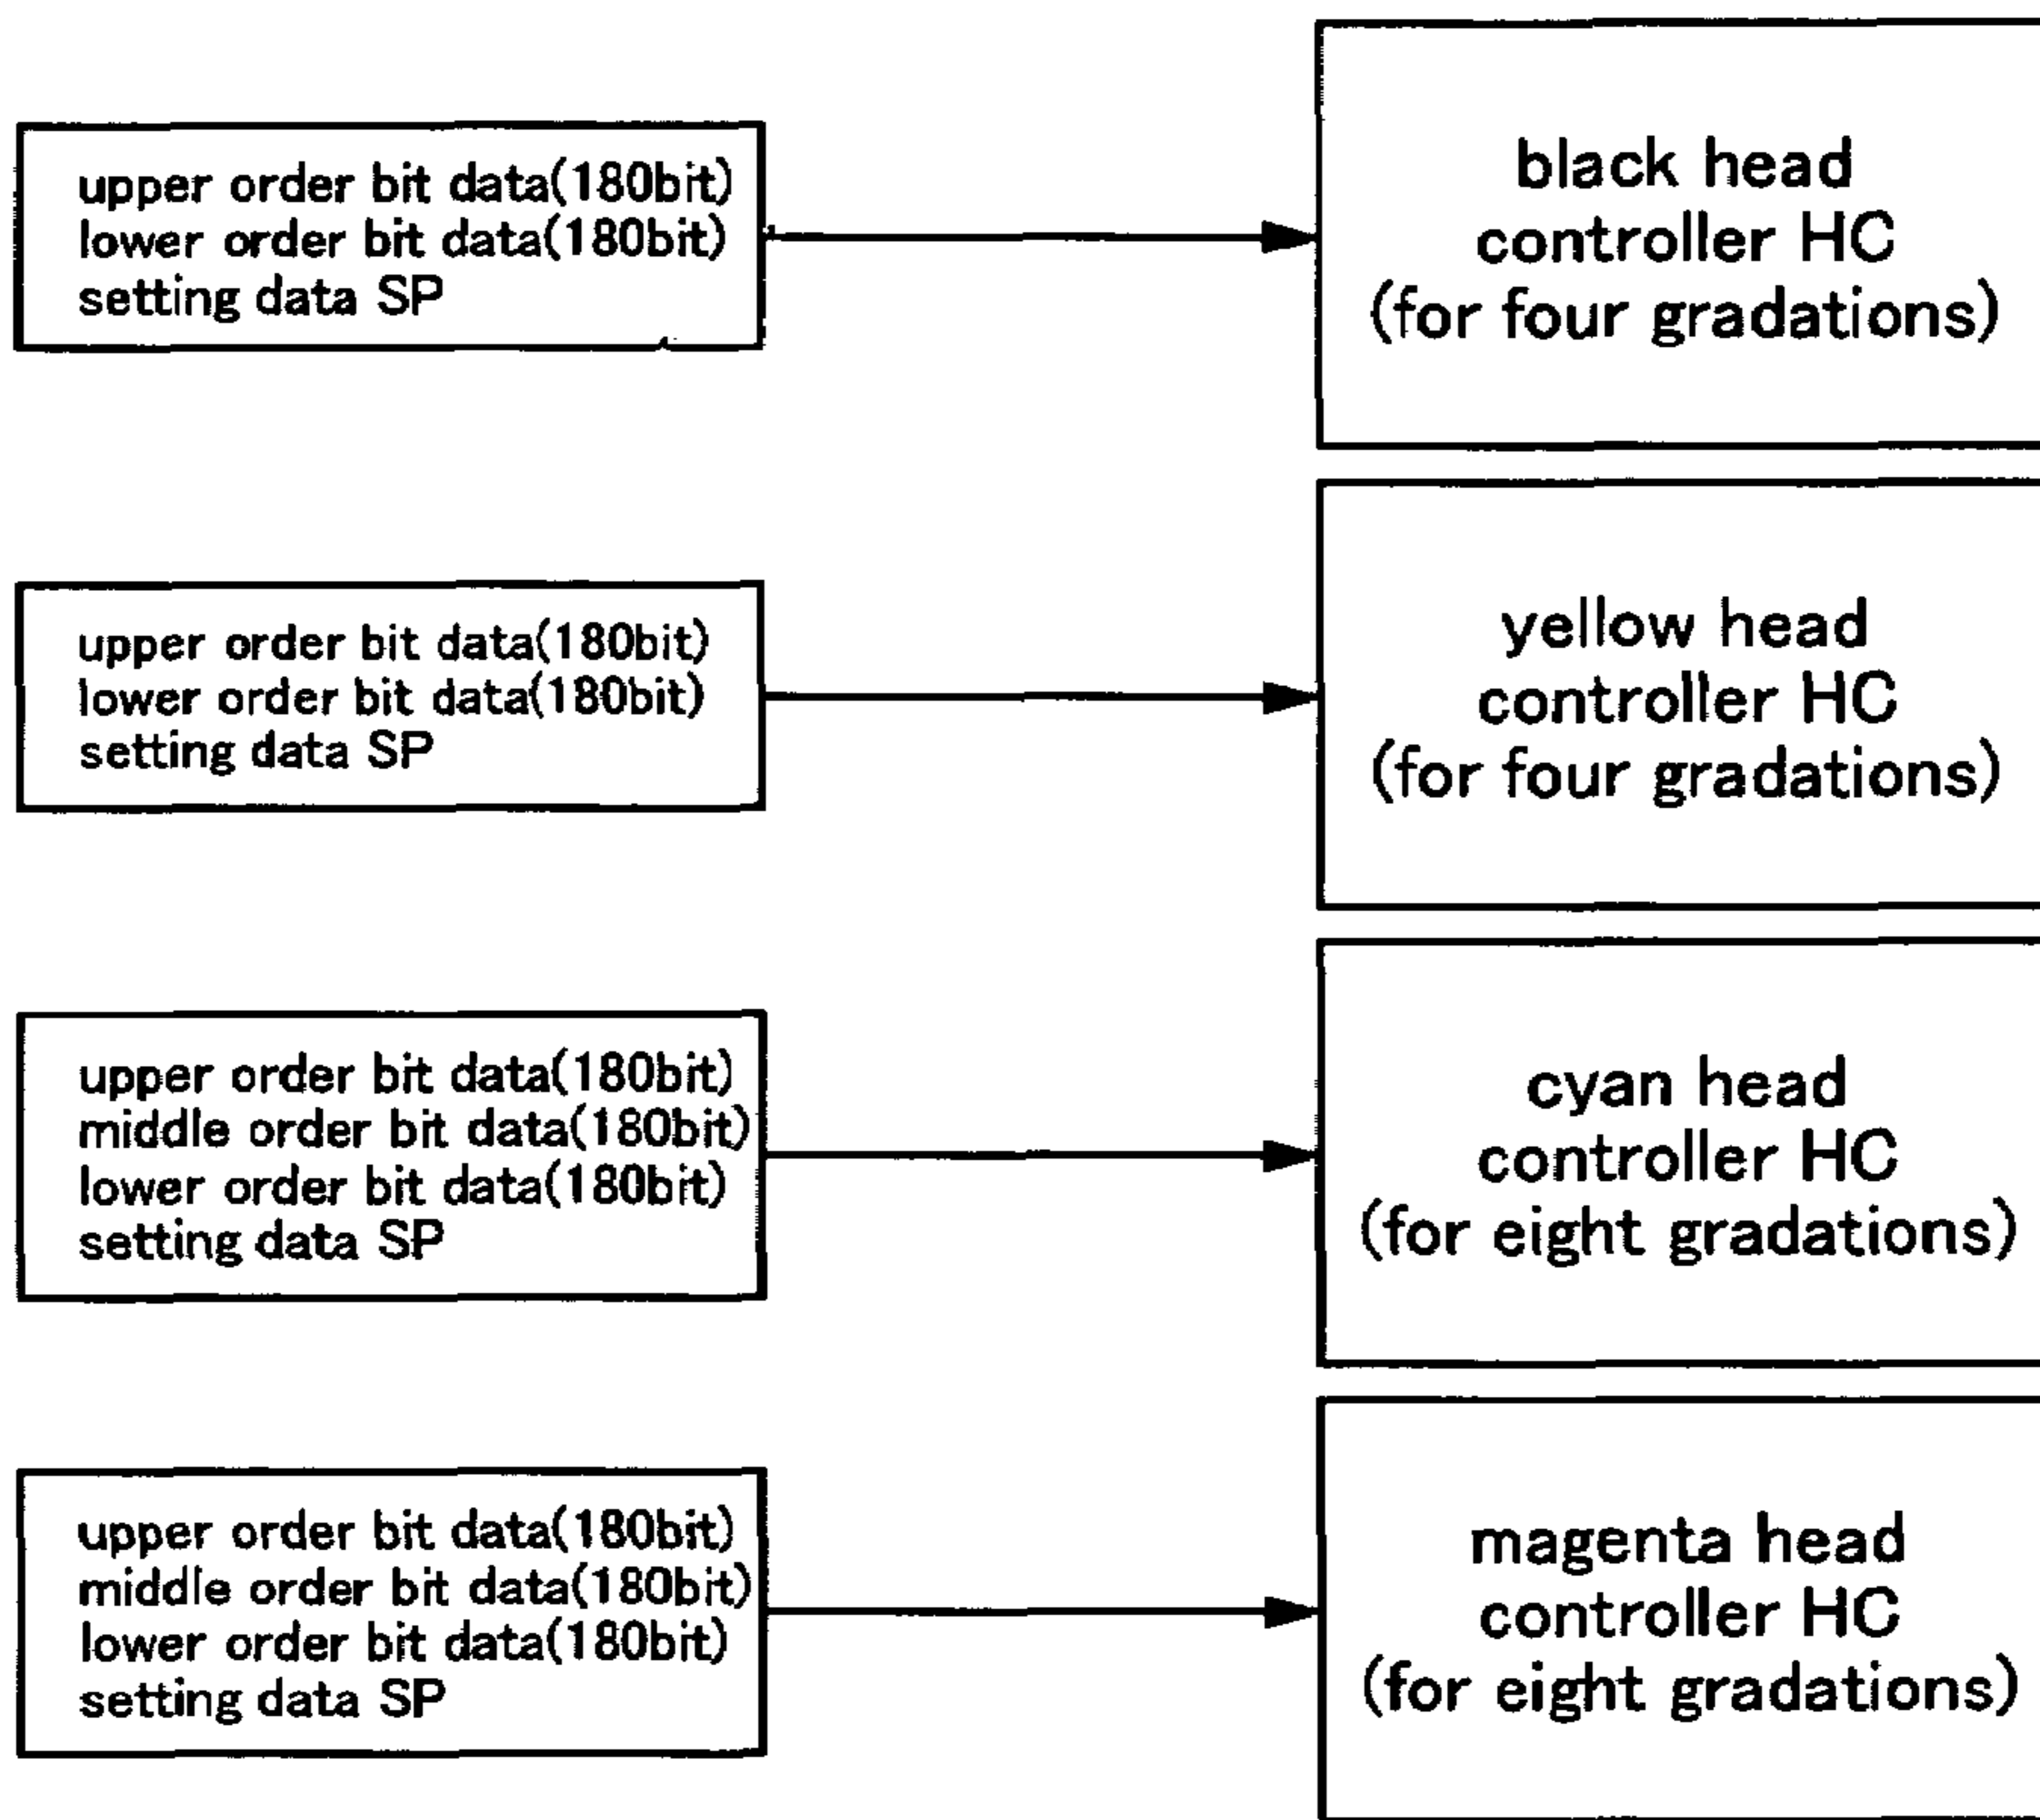 upper order bit data(180bit)
lower order bit data(180bit)
setting data SP
black head
controller HC
(for four gradations)
upper order bit data(180bit)
lower order bit data(180bit)
setting data SP
yellow head
controller HC
(for four gradations)
upper order bit data(180bit)
middle order bit data(180bit)
lower order bit data(180bit)
setting data SP
cyan head
controller HC
(for eight gradations)
upper order bit data(180bit)
middle order bit data(180bit)
lower order bit data(180bit)
setting data SP
magenta head
controller HC
(for eight gradations)